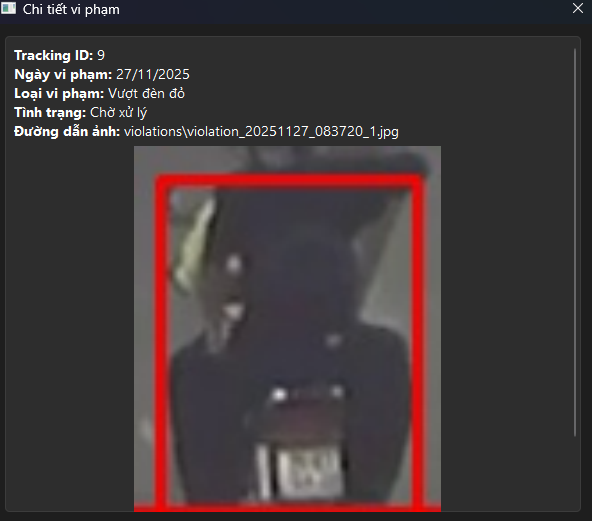 Chi tiết vi phạm
Tracking ID: 9
Ngày vi phạm: 27/11/2025
Loại vi phạm: Vượt đèn đỏ
Tình trạng: Chờ xử lý
Đường dẫn ảnh: violations\violation_20251127_083720_1.jpg